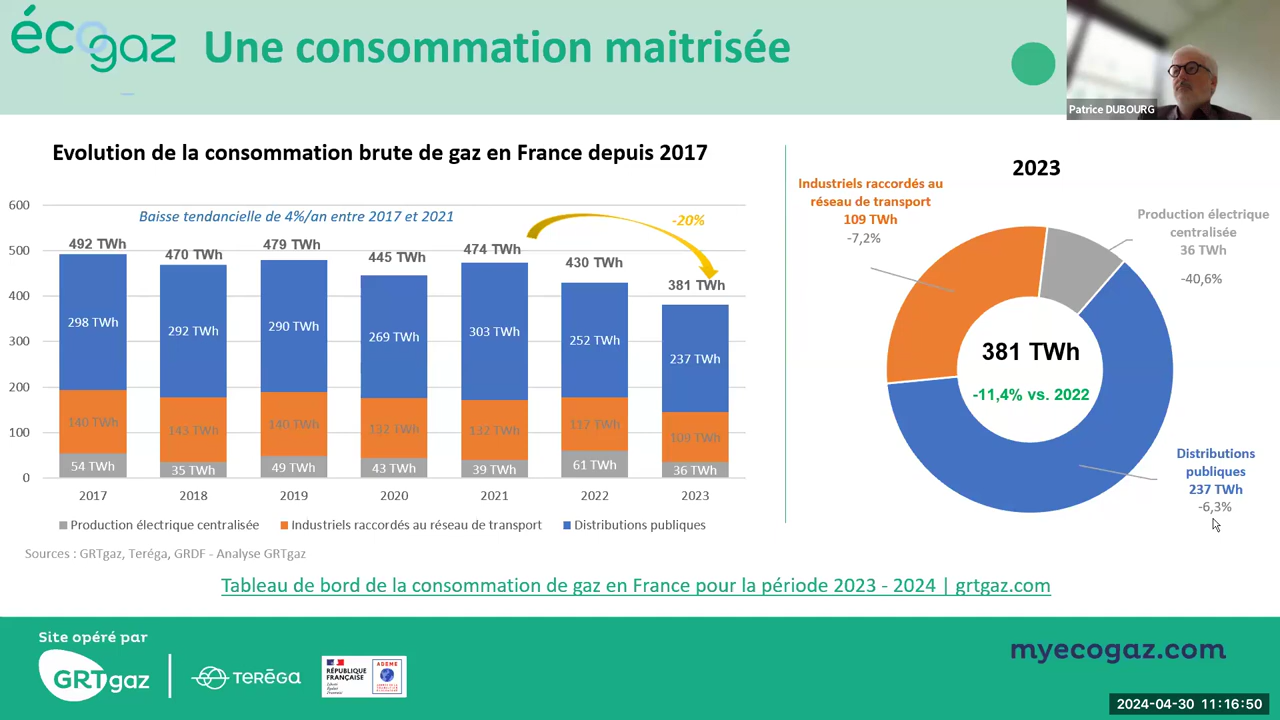 écogaz
Une consommation maitrisée
Patrice DUBOURG
Evolution de la consommation brute de gaz en France depuis 2017
600
500
400
300
200
100
0
Baisse tendancielle de 4%/an entre 2017 et 2021
-20%
492 TWh
470 TWh
479 TWh
445 TWh
474 TWh
430 TWh
381 TWh
298 TWh
292 TWh
290 TWh
269 TWh
303 TWh
252 TWh
237 TWh
140 TWh
143 TWh
140 TWh
132 TWh
132 TWh
117 TWh
109 TWh
54 TWh
35 TWh
49 TWh
43 TWh
39 TWh
61 TWh
36 TWh
2017
2018
2019
2020
2021
2022
2023
Production électrique centralisée
Industriels raccordés au réseau de transport
Distributions publiques
Sources : GRTgaz, Teréga, GRDF - Analyse GRTgaz
2023
Industriels raccordés au
réseau de transport
109 TWh
-7,2%
Production électrique
centralisée
36 TWh
-40,6%
381 TWh
-11,4% vs. 2022
Distributions
publiques
237 TWh
-6,3%
Tableau de bord de la consommation de gaz en France pour la période 2023 - 2024 | grtgaz.com
Site opéré par
GRTgaz
TERÉGA
RÉPUBLIQUE
FRANÇAISE
Liberté
Égalité
Fraternité
ADEME
myecogaz.com
2024-04-30 11:16:50